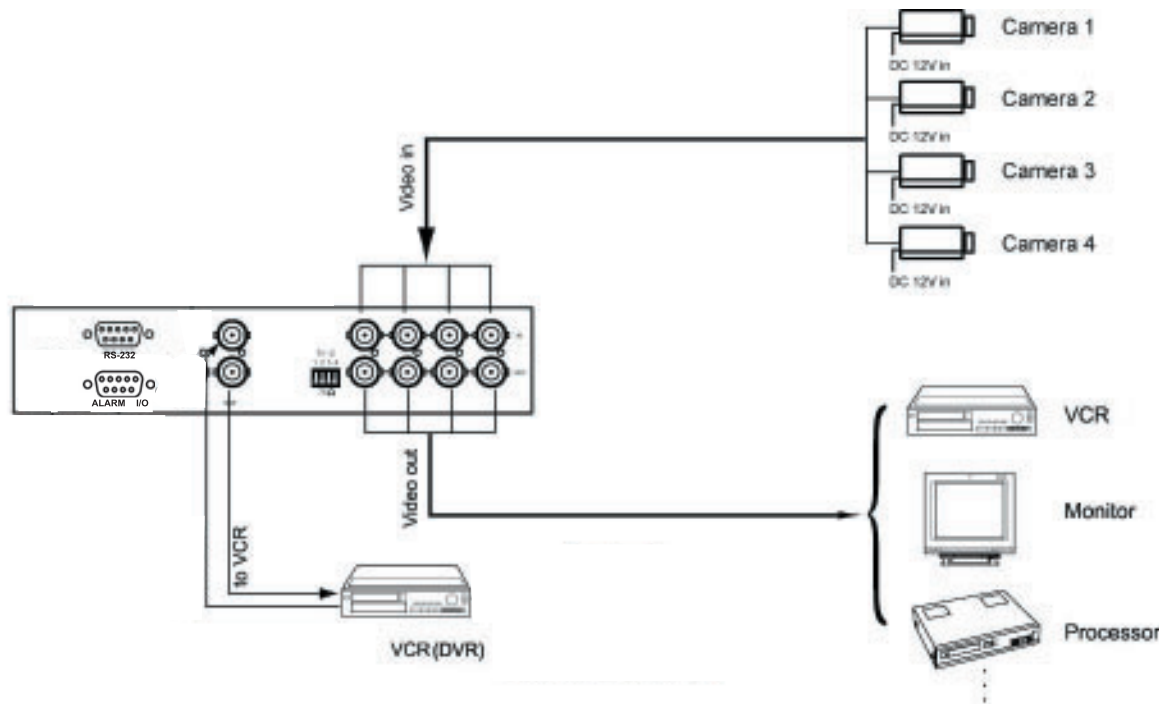 Camera 1
DC 12V in
Camera 2
DC 12V in
Camera 3
DC 12V in
Camera 4
DC 12V in
Video in
RS-232
ALARM I/O
Video out
to VCR
VCR (DVR)
VCR
Monitor
Processor